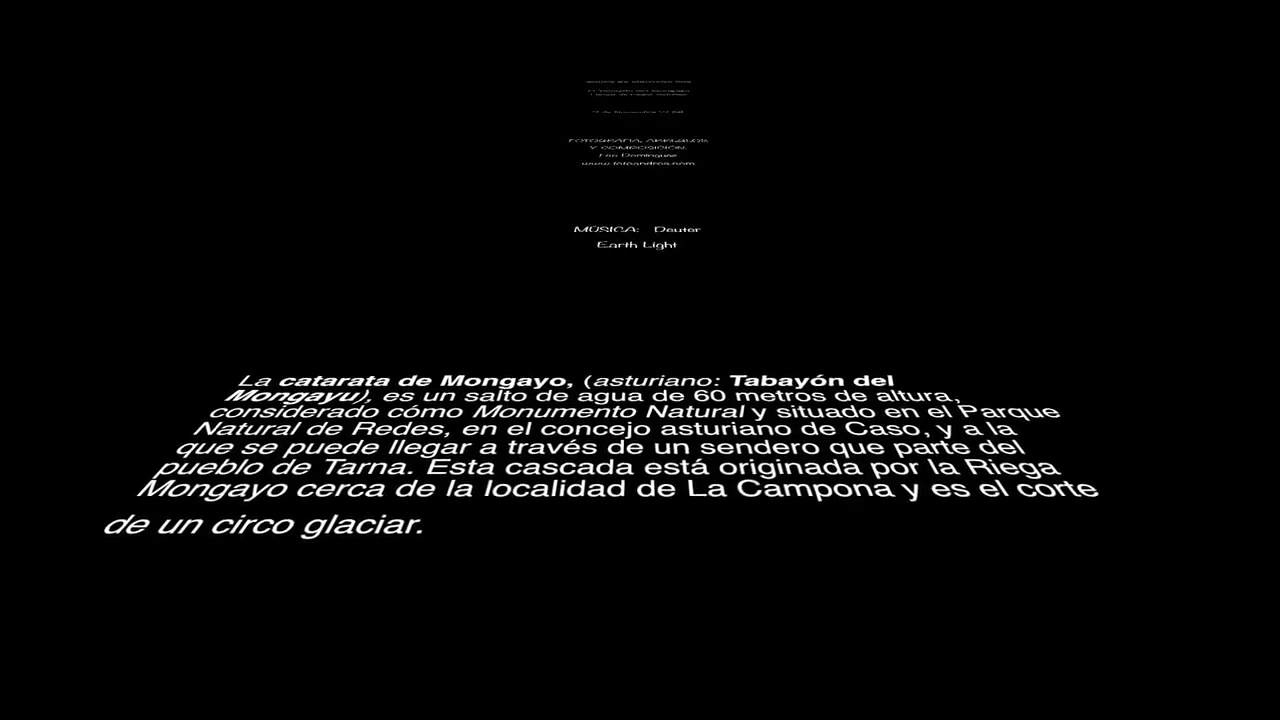 FOTOGRAFÍA, ARREGLOS
Y COMPOSICIÓN:
Domínguez
MÚSICA: Deuter
Earth Light
La catarata de Mongayo, (asturiano: Tabayón del
Mongayu), es un salto de agua de 60 metros de altura,
considerado cómo Monumento Natural y situado en el Parque
Natural de Redes, en el concejo asturiano de Caso, y a la
que se puede llegar a través de un sendero que parte del
pueblo de Tarna. Esta cascada está originada por la Riega
Mongayo cerca de la localidad de La Campona y es el corte
de un circo glaciar.